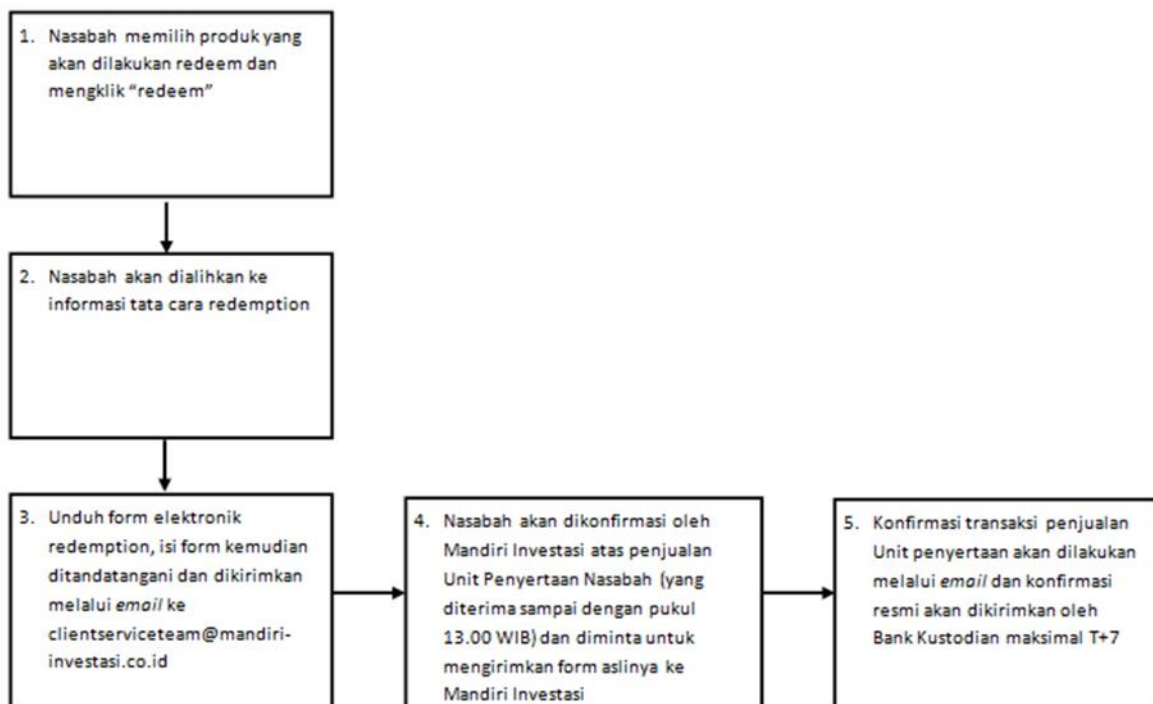 1. Nasabah memilih produk yang
akan dilakukan redeem dan
mengklik “redeem”
2. Nasabah akan dialihkan ke
informasi tata cara redemption
3. Unduh form elektronik
redemption, isi form kemudian
ditandatangani dan dikirimkan
melalui email ke
clientserviceteam@mandiri-
investasi.co.id
4. Nasabah akan dikonfirmasi oleh
Mandiri Investasi atas penjualan
Unit Penyertaan Nasabah (yang
diterima sampai dengan pukul
13.00 WIB) dan diminta untuk
mengirimkan form aslinya ke
Mandiri Investasi
5. Konfirmasi transaksi penjualan
Unit penyertaan akan dilakukan
melalui email dan konfirmasi
resmi akan dikirimkan oleh
Bank Kustodian maksimal T+7